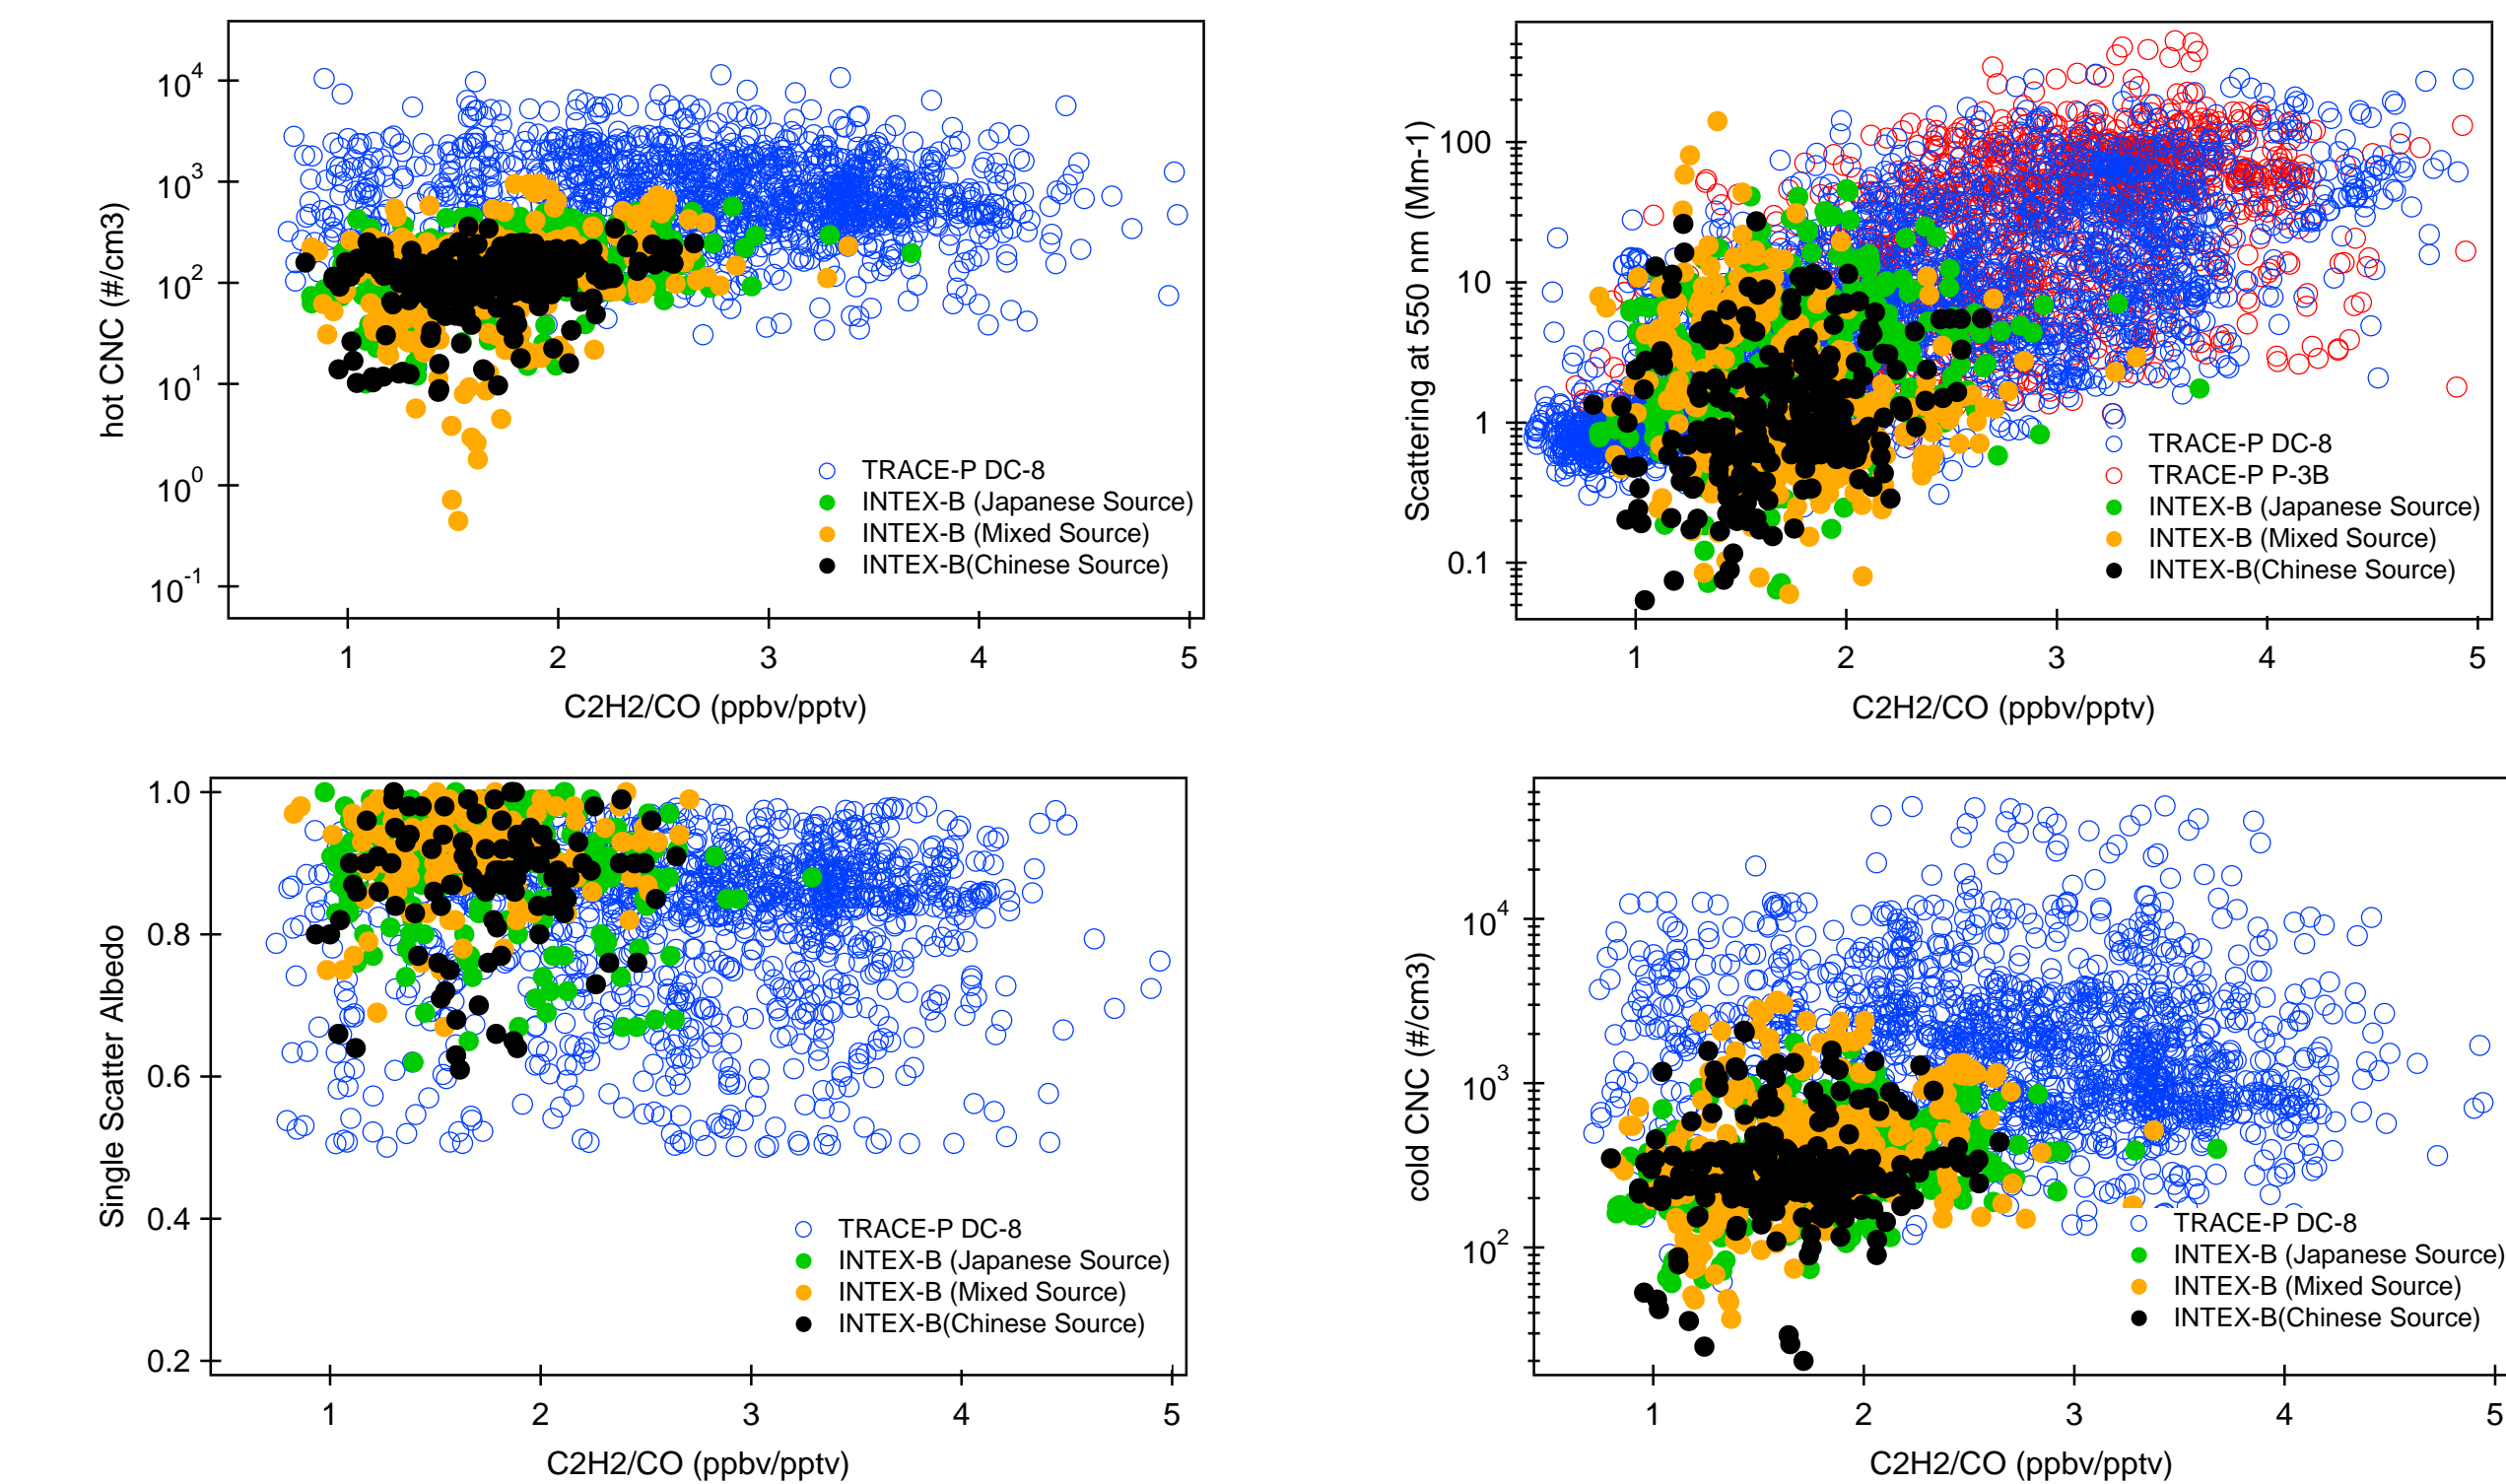 10^4
10^3
10^2
10^1
10^0
10^-1
hot CNC (#/cm3)
TRACE-P DC-8
INTEX-B (Japanese Source)
INTEX-B (Mixed Source)
INTEX-B(Chinese Source)
1 2 3 4 5
C2H2/CO (ppbv/pptv)
100
10
1
0.1
Scattering at 550 nm (Mm-1)
TRACE-P DC-8
TRACE-P P-3B
INTEX-B (Japanese Source)
INTEX-B (Mixed Source)
INTEX-B(Chinese Source)
1 2 3 4 5
C2H2/CO (ppbv/pptv)
1.0
0.8
0.6
0.4
0.2
Single Scatter Albedo
TRACE-P DC-8
INTEX-B (Japanese Source)
INTEX-B (Mixed Source)
INTEX-B(Chinese Source)
1 2 3 4 5
C2H2/CO (ppbv/pptv)
10^4
10^3
10^2
cold CNC (#/cm3)
TRACE-P DC-8
INTEX-B (Japanese Source)
INTEX-B (Mixed Source)
INTEX-B(Chinese Source)
1 2 3 4 5
C2H2/CO (ppbv/pptv)